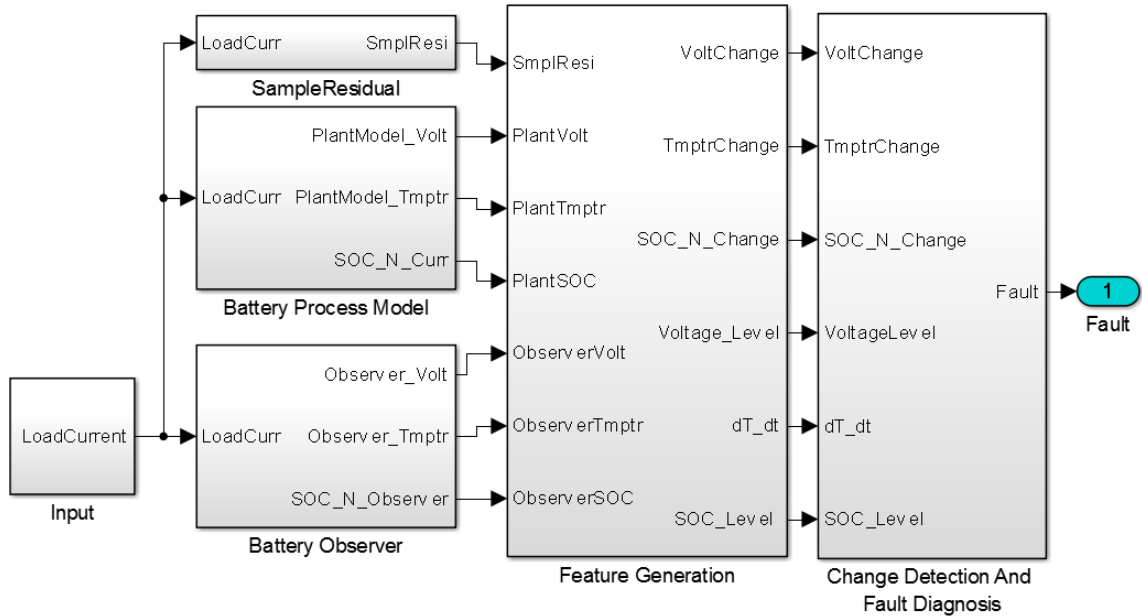 LoadCurrent
Input
LoadCurr
SmplResi
SampleResidual
LoadCurr
PlantModel_Volt
PlantModel_Tmptr
SOC_N_Curr
Battery Process Model
LoadCurr
Observer_Volt
Observer_Tmptr
SOC_N_Observer
Battery Observer
SmplResi
PlantVolt
PlantTmptr
PlantSOC
ObserverVolt
ObserverTmptr
ObserverSOC
VoltChange
TmptrChange
SOC_N_Change
Voltage_Level
dT_dt
SOC_Level
Feature Generation
VoltChange
TmptrChange
SOC_N_Change
VoltageLevel
dT_dt
SOC_Level
Fault
Change Detection And
Fault Diagnosis
1
Fault